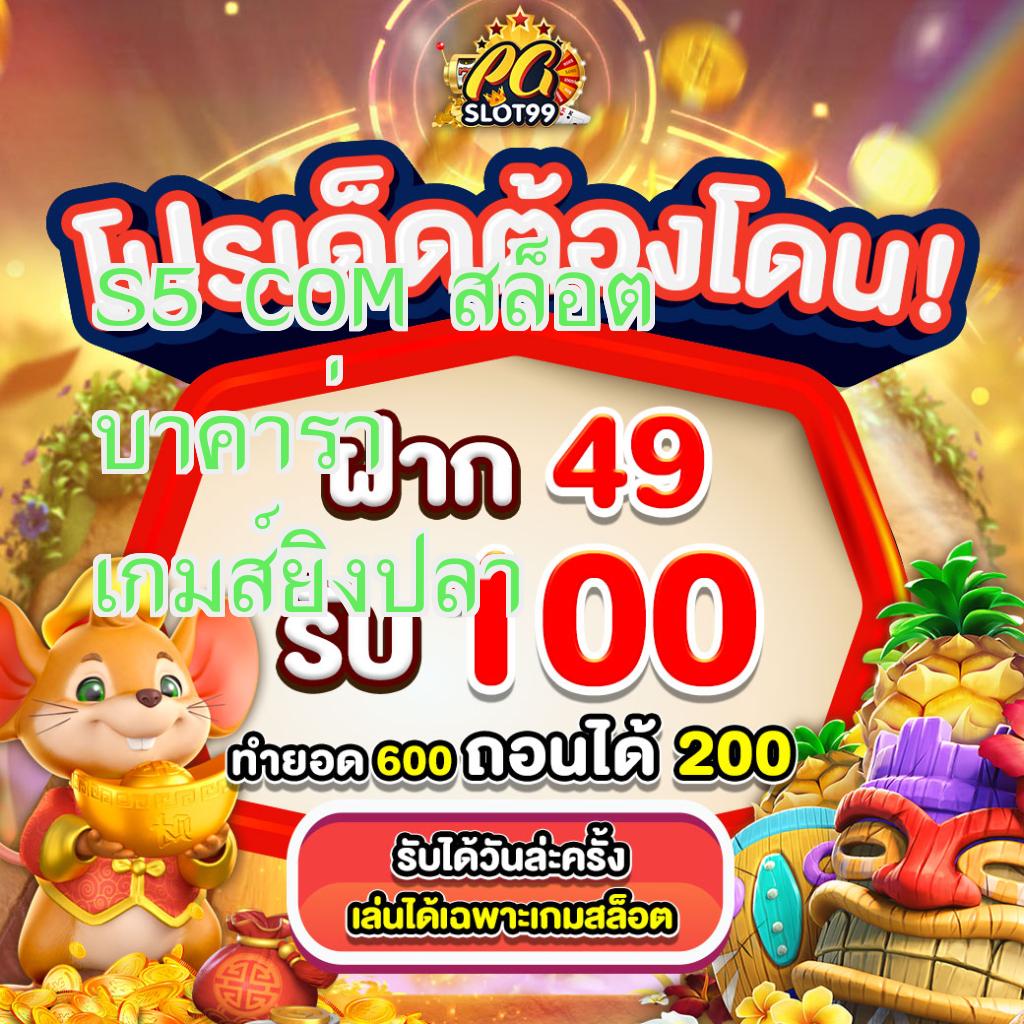 PG
SLOT99
โปรเด็ดต้องโดน!
S5 COM สล็อต
บาคาร่า
ฝาก 49
เกมส์ยิงปลา
รับ 100
ทำยอด 600 ถอนได้ 200
รับได้วันล่ะครั้ง
เล่นได้เฉพาะเกมสล็อต